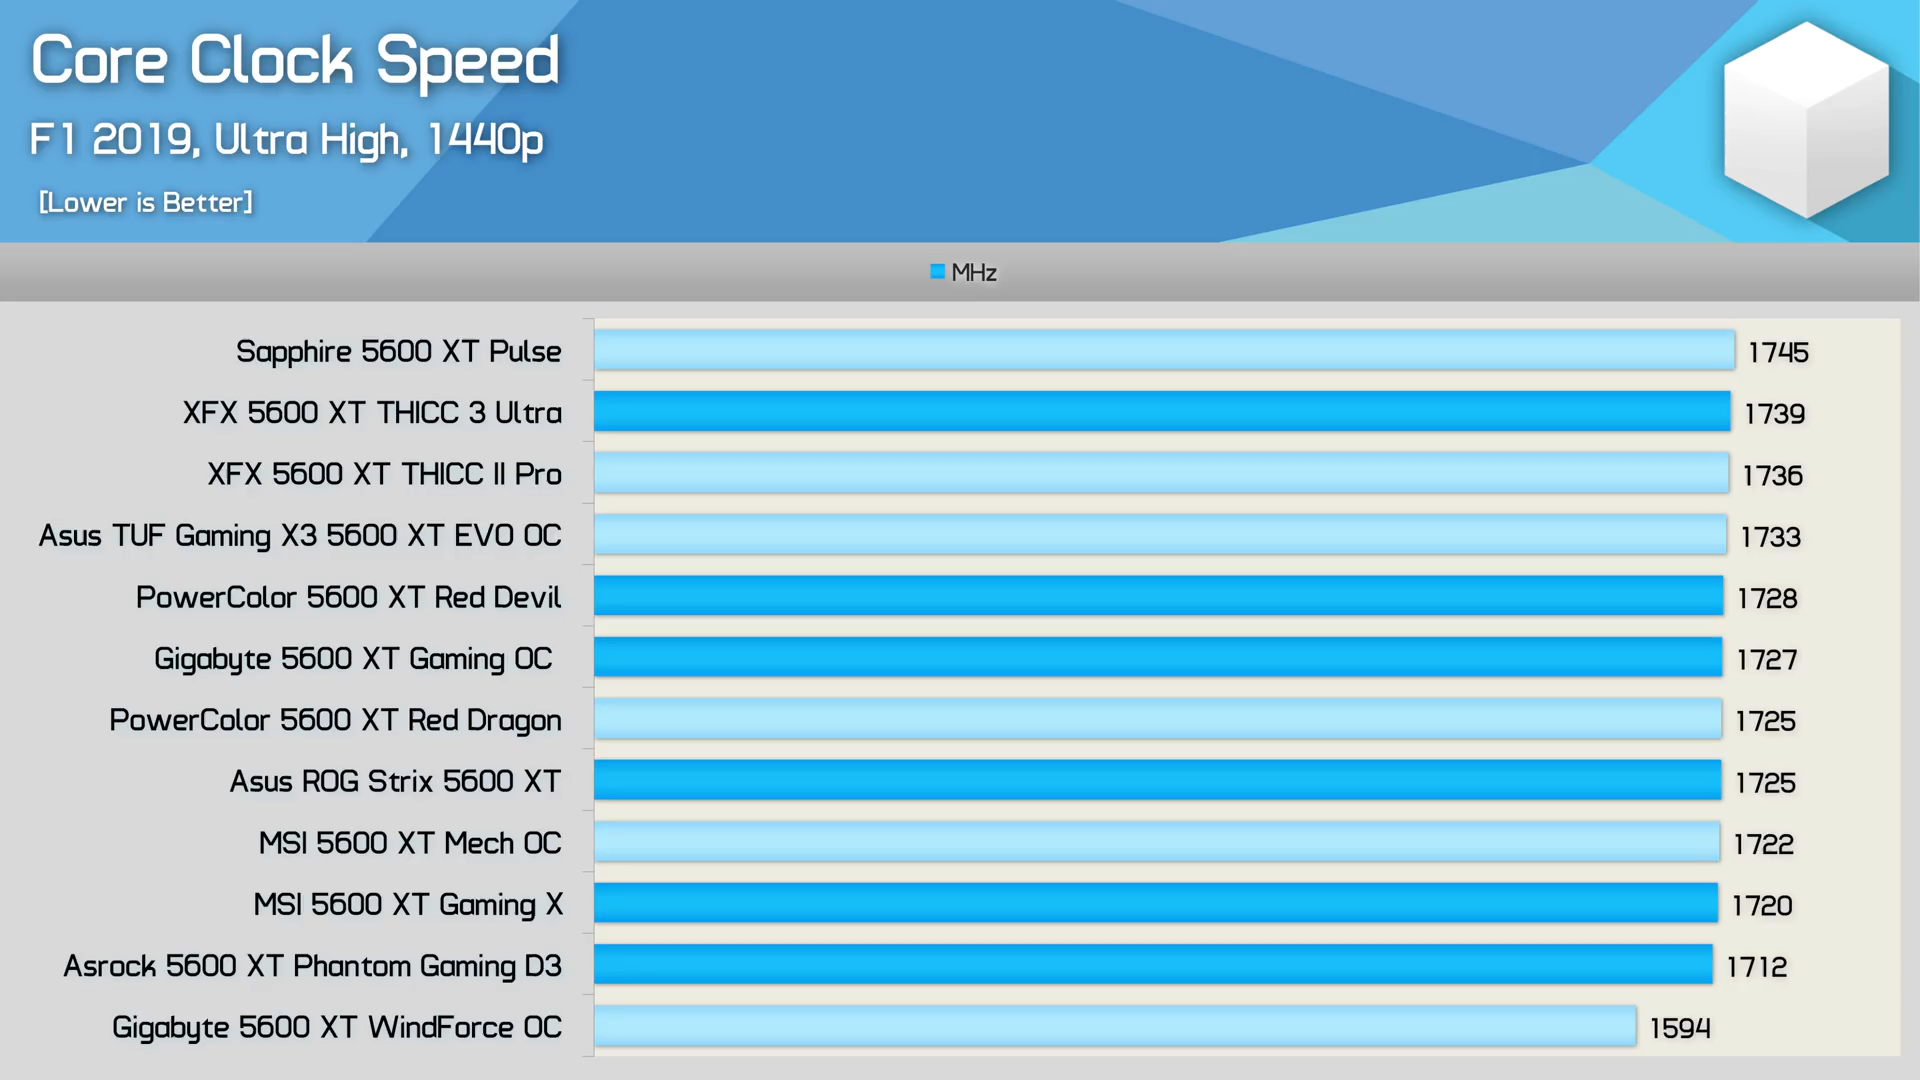 Core Clock Speed
F1 2019, Ultra High, 1440p
[Lower is Better]
MHz
Sapphire 5600 XT Pulse 1745
XFX 5600 XT THICC 3 Ultra 1739
XFX 5600 XT THICC II Pro 1736
Asus TUF Gaming X3 5600 XT EVO OC 1733
PowerColor 5600 XT Red Devil 1728
Gigabyte 5600 XT Gaming OC 1727
PowerColor 5600 XT Red Dragon 1725
Asus ROG Strix 5600 XT 1725
MSI 5600 XT Mech OC 1722
MSI 5600 XT Gaming X 1720
Asrock 5600 XT Phantom Gaming D3 1712
Gigabyte 5600 XT WindForce OC 1594